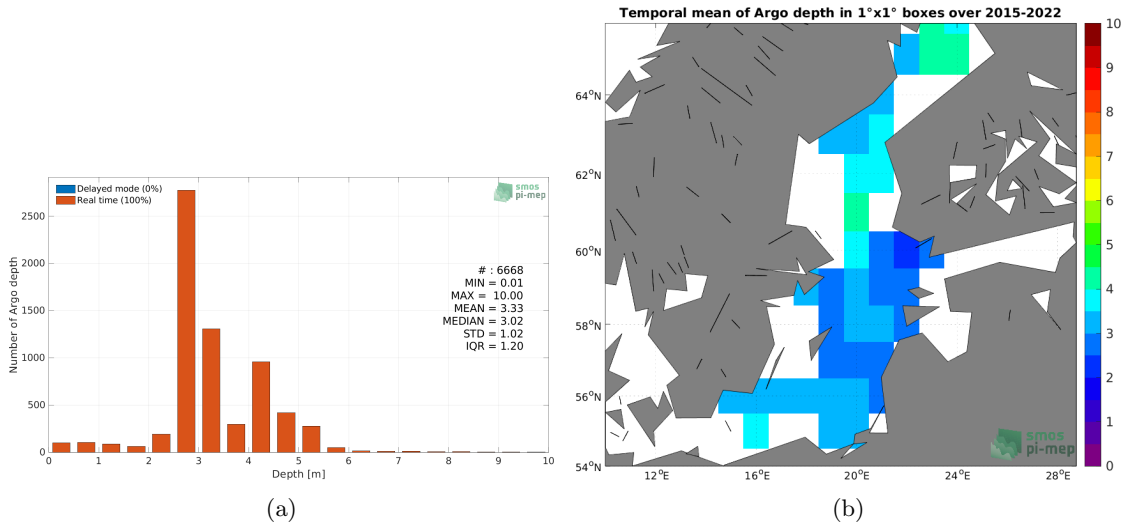 Temporal mean of Argo depth in 1°x1° boxes over 2015-2022
Delayed mode (0%)
Real time (100%)
smos
pi-mep
# : 6668
MIN = 0.01
MAX = 10.00
MEAN = 3.33
MEDIAN = 3.02
STD = 1.02
IQR = 1.20
Number of Argo depth
2500
2000
1500
1000
500
0
0 1 2 3 4 5 6 7 8 9 10
Depth [m]
(a)
64°N
62°N
60°N
58°N
56°N
54°N
12°E 16°E 20°E 24°E 28°E
smos
pi-mep
10
9
8
7
6
5
4
3
2
1
0
(b)